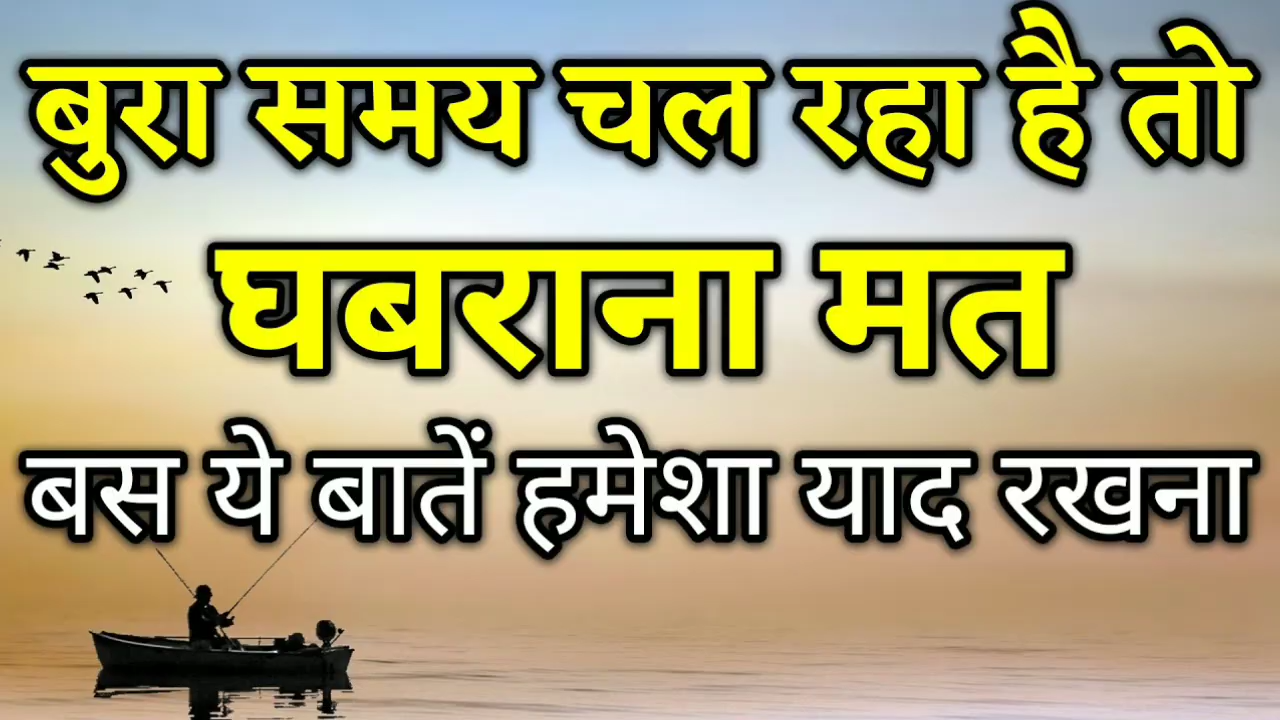 बुरा समय चल रहा है तो
घबराना मत
बस ये बातें हमेशा याद रखना